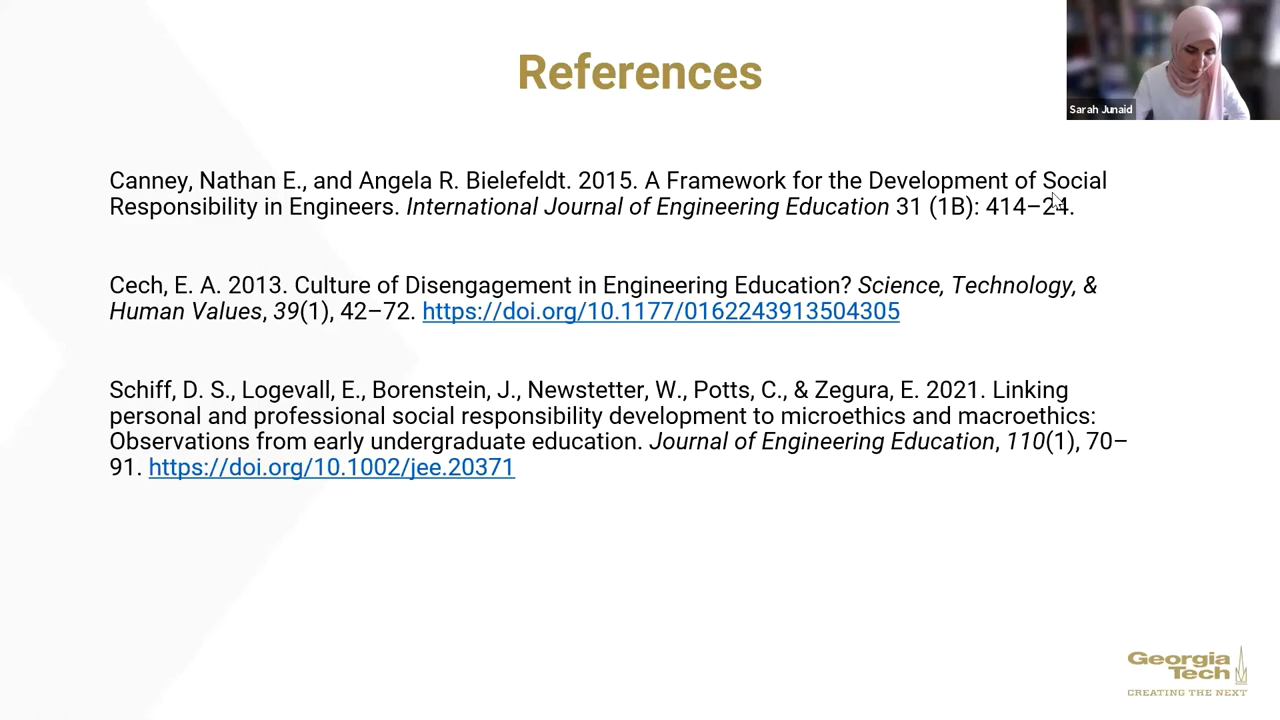 References
Sarah Junaid
Canney, Nathan E., and Angela R. Bielefeldt. 2015. A Framework for the Development of Social
Responsibility in Engineers. International Journal of Engineering Education 31 (1B): 414–24.
Cech, E. A. 2013. Culture of Disengagement in Engineering Education? Science, Technology, &
Human Values, 39(1), 42–72. https://doi.org/10.1177/0162243913504305
Schiff, D. S., Logevall, E., Borenstein, J., Newstetter, W., Potts, C., & Zegura, E. 2021. Linking
personal and professional social responsibility development to microethics and macroethics:
Observations from early undergraduate education. Journal of Engineering Education, 110(1), 70–
91. https://doi.org/10.1002/jee.20371
Georgia
Tech
CREATING THE NEXT